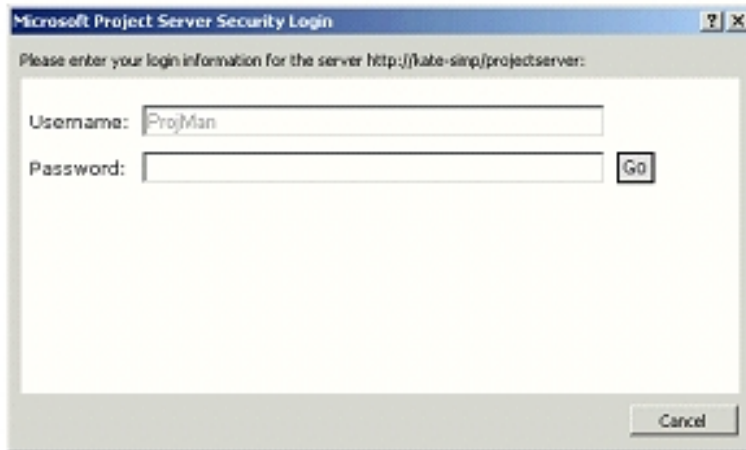 Microsoft Project Server Security Login
Please enter your login information for the server http://kate-simp/projectserver:
Username: ProjMan
Password: Go
Cancel